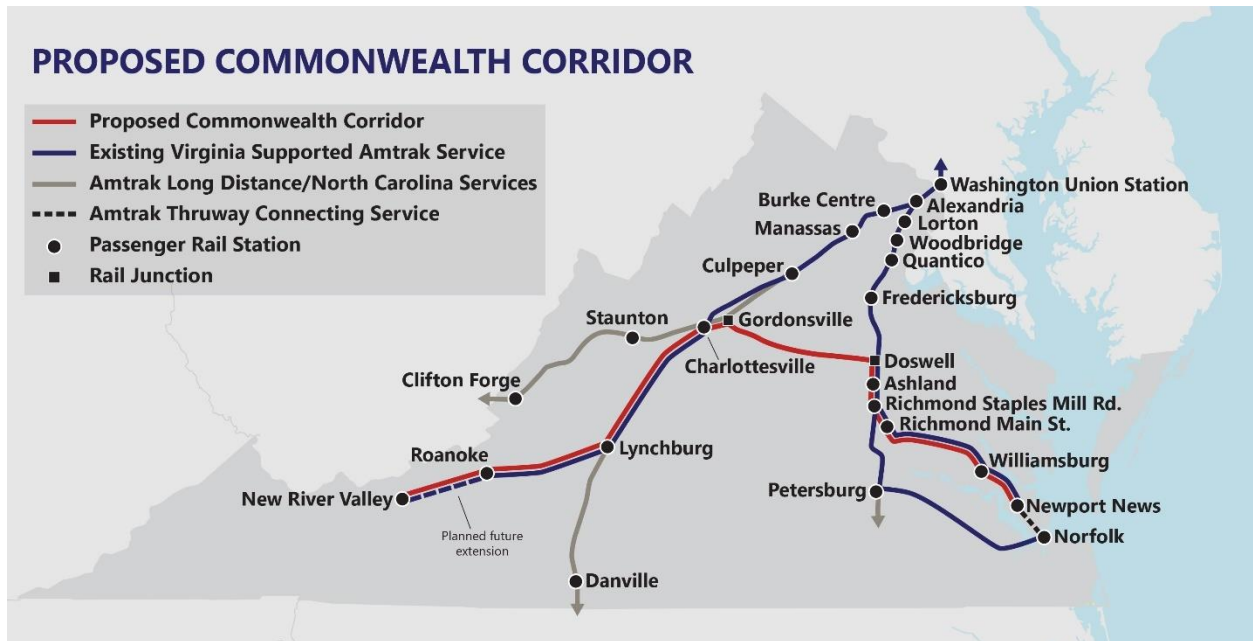 PROPOSED COMMONWEALTH CORRIDOR
Proposed Commonwealth Corridor
Existing Virginia Supported Amtrak Service
Amtrak Long Distance/North Carolina Services
Amtrak Thruway Connecting Service
Passenger Rail Station
Rail Junction
Washington Union Station
Burke Centre
Alexandria
Lorton
Manassas
Woodbridge
Quantico
Culpeper
Fredericksburg
Staunton
Gordonsville
Charlottesville
Doswell
Clifton Forge
Ashland
Richmond Staples Mill Rd.
Richmond Main St.
Lynchburg
Roanoke
Williamsburg
New River Valley
Petersburg
Newport News
Planned future
extension
Norfolk
Danville